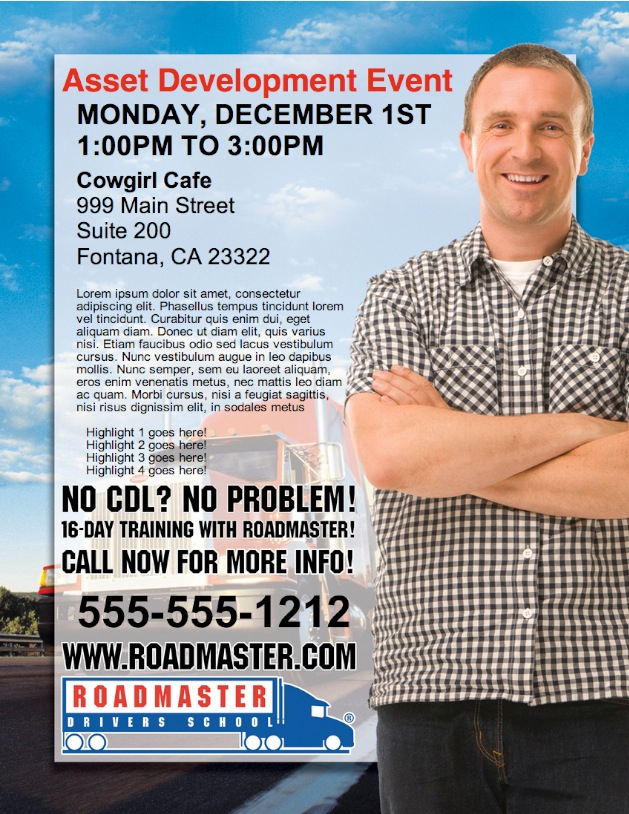 Asset Development Event
MONDAY, DECEMBER 1ST
1:00PM TO 3:00PM
Cowgirl Cafe
999 Main Street
Suite 200
Fontana, CA 23322
Lorem ipsum dolor sit amet, consectetur
adipiscing elit. Phasellus tempus tincidunt lorem
vel tincidunt. Curabitur quis enim dui, eget
aliquam diam. Donec ut diam elit, quis varius
nisi. Etiam faucibus odio sed lacus vestibulum
cursus. Nunc vestibulum augue in leo dapibus
mollis. Nunc semper, sem eu laoreet aliquam,
eros enim venenatis metus, nec mattis leo diam
ac quam. Morbi cursus, nisi a feugiat sagittis,
nisi risus dignissim elit, in sodales metus
Highlight 1 goes here!
Highlight 2 goes here!
Highlight 3 goes here!
Highlight 4 goes here!
NO CDL? NO PROBLEM!
16-DAY TRAINING WITH ROADMASTER!
CALL NOW FOR MORE INFO!
555-555-1212
WWW.ROADMASTER.COM
ROADMASTER
DRIVERS SCHOOL ®